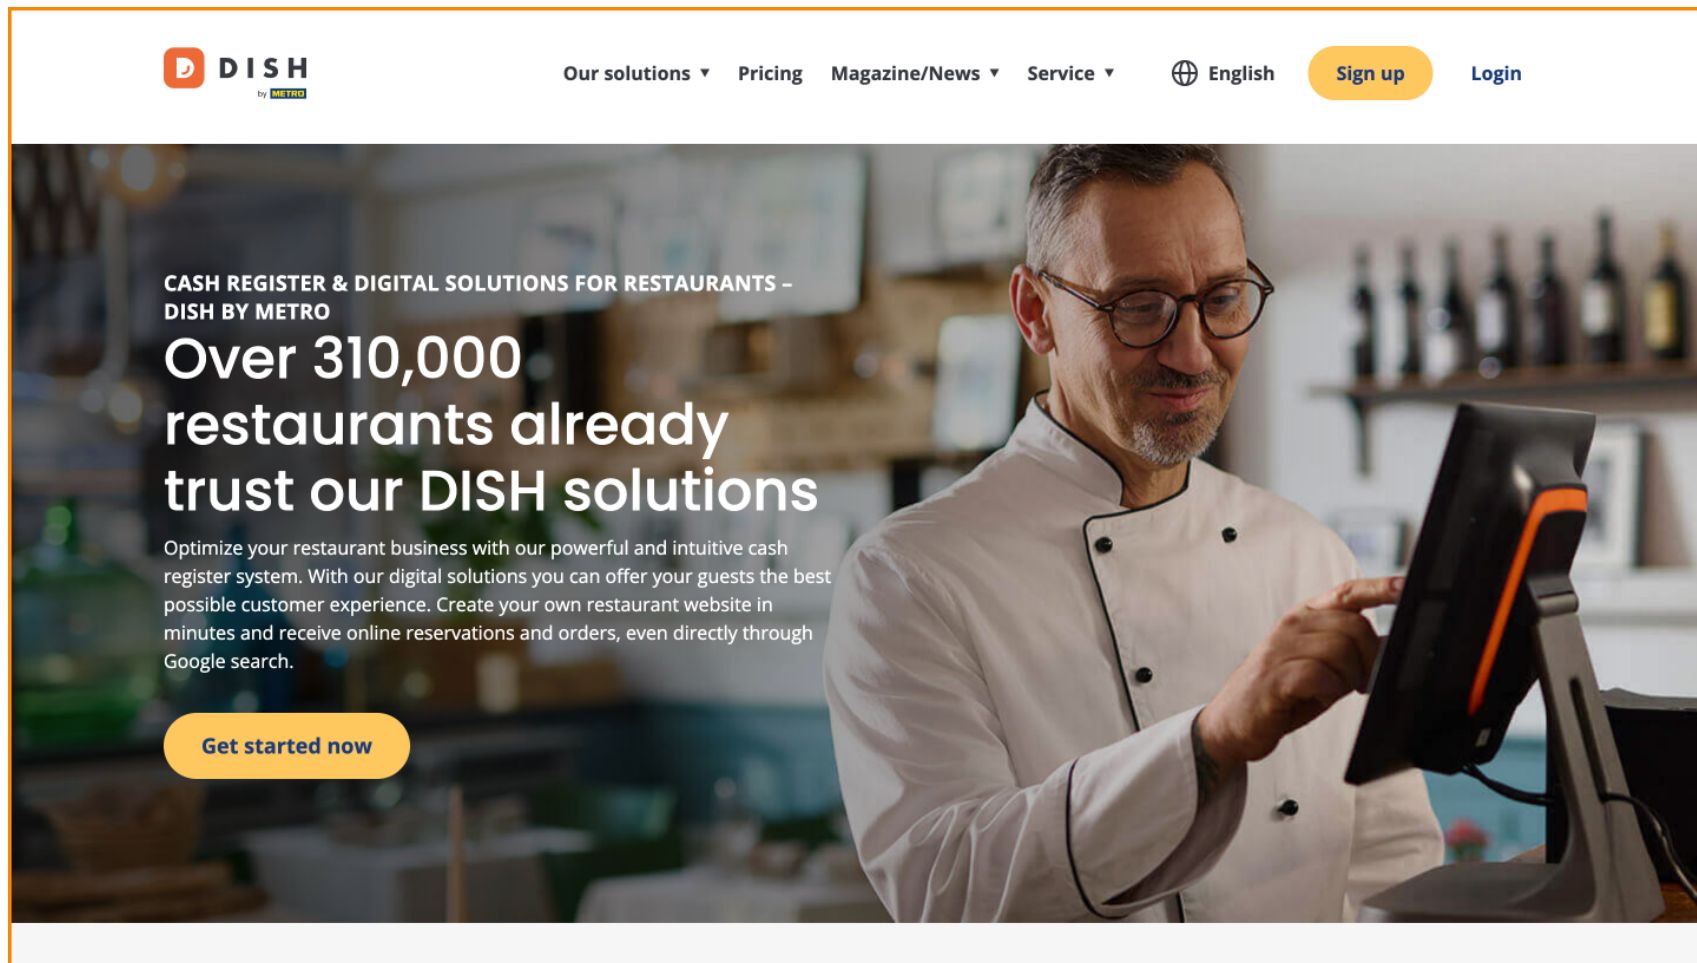 DISH
by METRO
Our solutions ▼ Pricing Magazine/News ▼ Service ▼ English Sign up Login
CASH REGISTER & DIGITAL SOLUTIONS FOR RESTAURANTS –
DISH BY METRO
Over 310,000
restaurants already
trust our DISH solutions
Optimize your restaurant business with our powerful and intuitive cash
register system. With our digital solutions you can offer your guests the best
possible customer experience. Create your own restaurant website in
minutes and receive online reservations and orders, even directly through
Google search.
Get started now